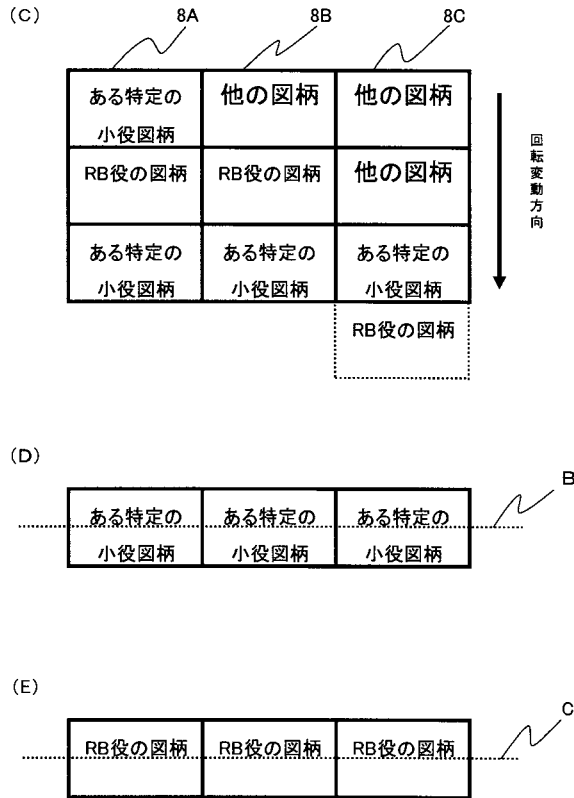 (C)
8A
8B
8C
ある特定の
小役図柄
他の図柄
他の図柄
RB役の図柄
RB役の図柄
他の図柄
ある特定の
小役図柄
ある特定の
小役図柄
ある特定の
小役図柄
RB役の図柄
回転変動方向
(D)
B
ある特定の
小役図柄
ある特定の
小役図柄
ある特定の
小役図柄
(E)
C
RB役の図柄
RB役の図柄
RB役の図柄